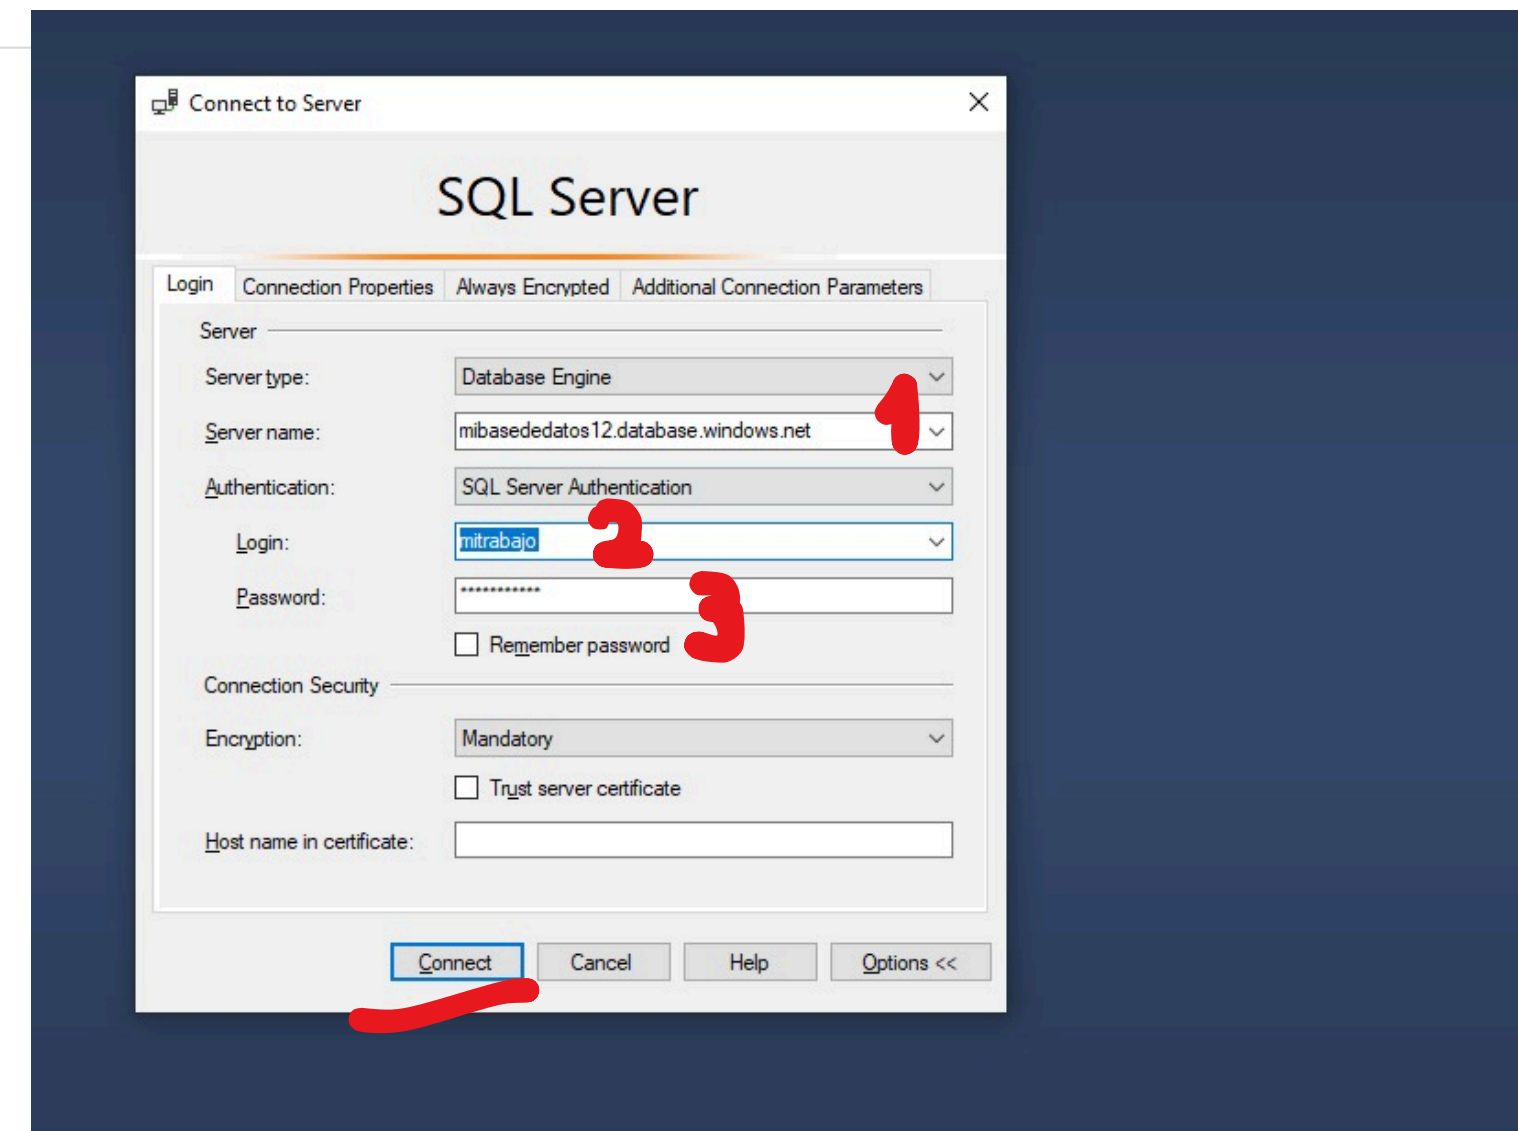 Connect to Server
SQL Server
Login Connection Properties Always Encrypted Additional Connection Parameters
Server
Server type: Database Engine
1
Server name: mibasededatos12.database.windows.net
Authentication: SQL Server Authentication
2
Login: mitrabajo
3
Password: ***********
Remember password
Connection Security
Encryption: Mandatory
Trust server certificate
Host name in certificate:
Connect Cancel Help Options <<